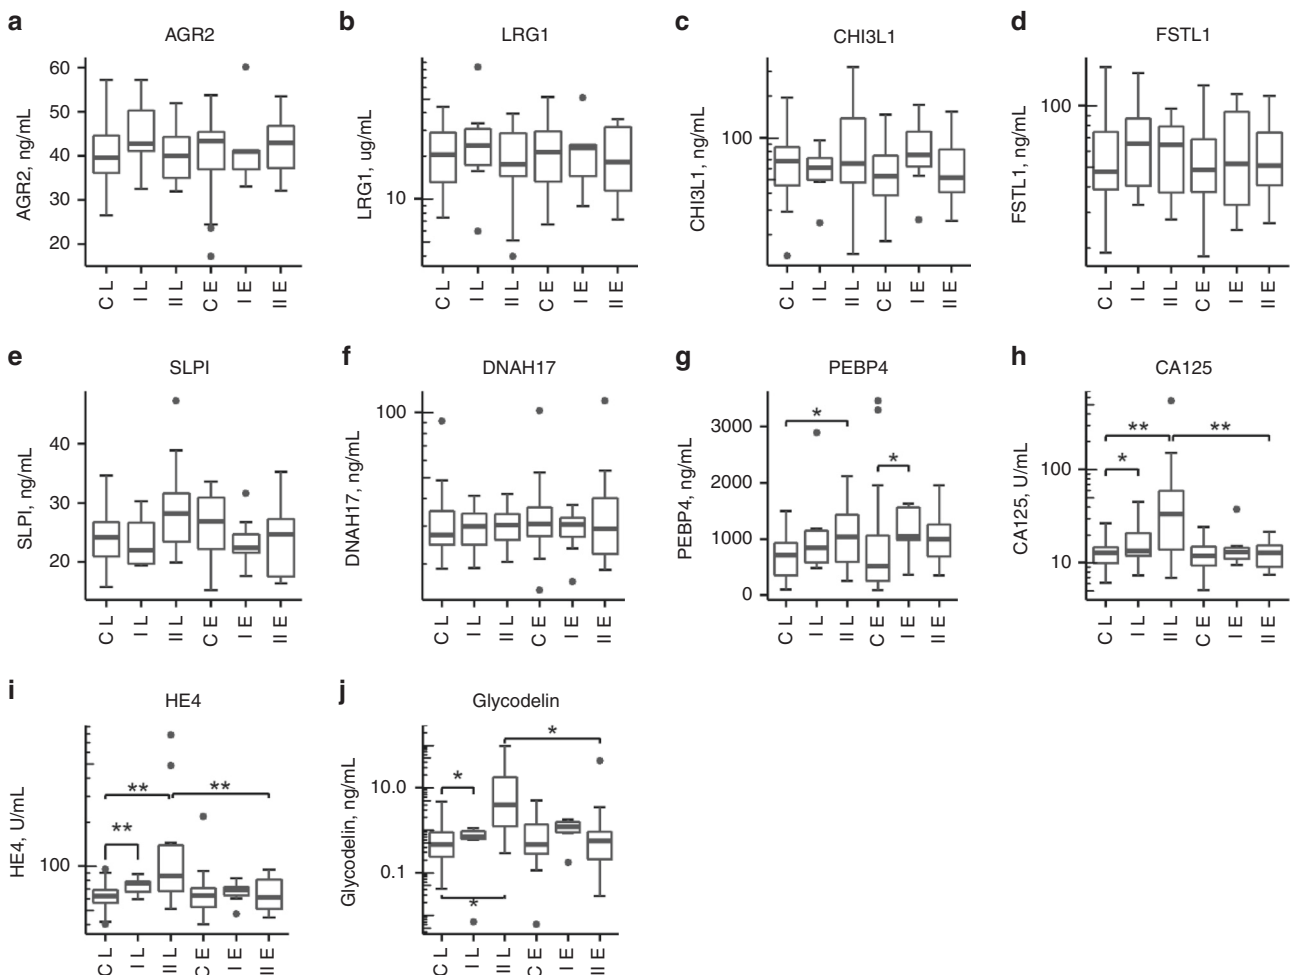 a AGR2
AGR2, ng/mL
60
50
40
30
20
C L I L II L C E I E II E
b LRG1
LRG1, ug/mL
10
C L I L II L C E I E II E
c CHI3L1
CHI3L1, ng/mL
100
C L I L II L C E I E II E
d FSTL1
FSTL1, ng/mL
100
C L I L II L C E I E II E
e SLPI
SLPI, ng/mL
40
30
20
C L I L II L C E I E II E
f DNAH17
DNAH17, ng/mL
100
C L I L II L C E I E II E
g PEBP4
PEBP4, ng/mL
3000
2000
1000
0
* *
C L I L II L C E I E II E
h CA125
CA125, U/mL
100
10
** **
*
C L I L II L C E I E II E
i HE4
HE4, U/mL
100
** **
**
C L I L II L C E I E II E
j Glycodelin
Glycodelin, ng/mL
10.0
0.1
*
*
*
C L I L II L C E I E II E